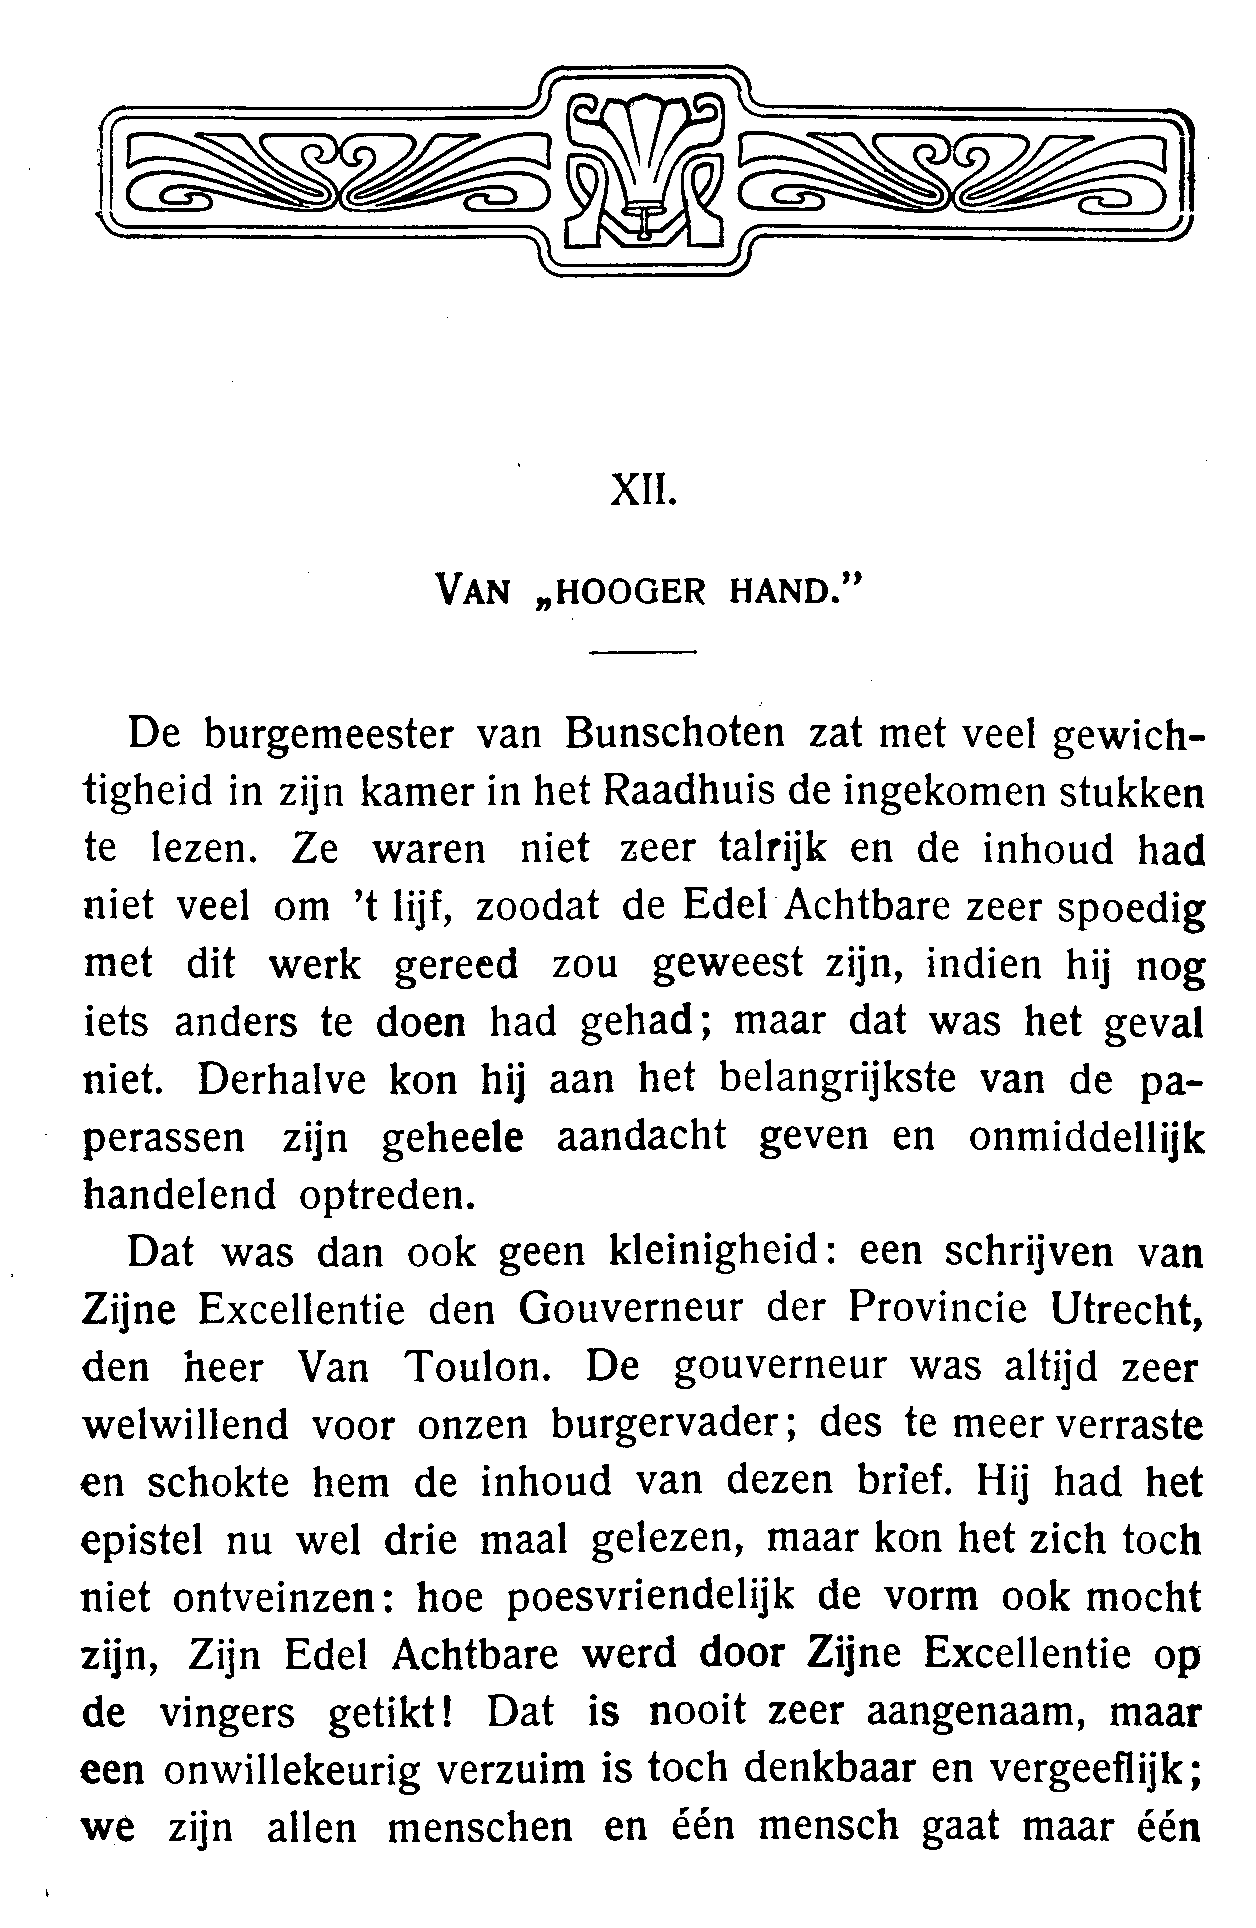 XII.
VAN „HOOGER HAND.”
De burgemeester van Bunschoten zat met veel gewich-
tigheid in zijn kamer in het Raadhuis de ingekomen stukken
te lezen. Ze waren niet zeer talrijk en de inhoud had
niet veel om 't lijf, zoodat de Edel Achtbare zeer spoedig
met dit werk gereed zou geweest zijn, indien hij nog
iets anders te doen had gehad; maar dat was het geval
niet. Derhalve kon hij aan het belangrijkste van de pa-
perassen zijn geheele aandacht geven en onmiddellijk
handelend optreden.
Dat was dan ook geen kleinigheid: een schrijven van
Zijne Excellentie den Gouverneur der Provincie Utrecht,
den heer Van Toulon. De gouverneur was altijd zeer
welwillend voor onzen burgervader; des te meer verraste
en schokte hem de inhoud van dezen brief. Hij had het
epistel nu wel drie maal gelezen, maar kon het zich toch
niet ontveinzen: hoe poesvriendelijk de vorm ook mocht
zijn, Zijn Edel Achtbare werd door Zijne Excellentie op
de vingers getikt! Dat is nooit zeer aangenaam, maar
een onwillekeurig verzuim is toch denkbaar en vergeeflijk;
we zijn allen menschen en één mensch gaat maar één